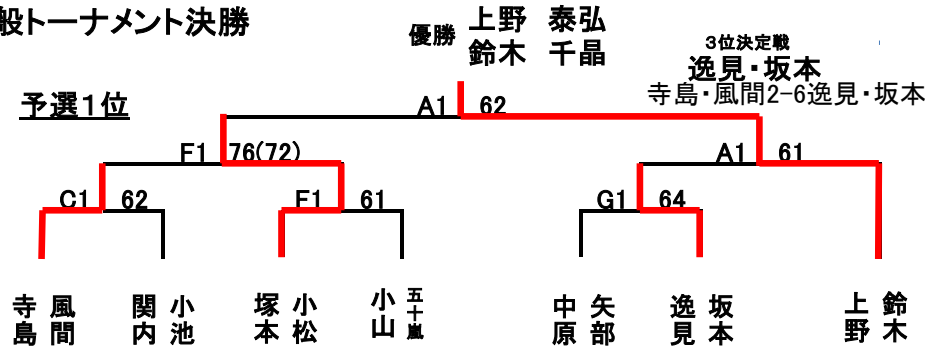 般トーナメント決勝
優勝 上野 泰弘
鈴木 千晶
3位決定戦
逸見・坂本
寺島・風間2-6逸見・坂本
予選1位
A1 62
F1 76(72)
A1 61
C1 62
F1 61
G1 64
寺島 風間
関内 小池
塚本 小松
小山 五十嵐
中原 矢部
逸見 坂本
上野 鈴木